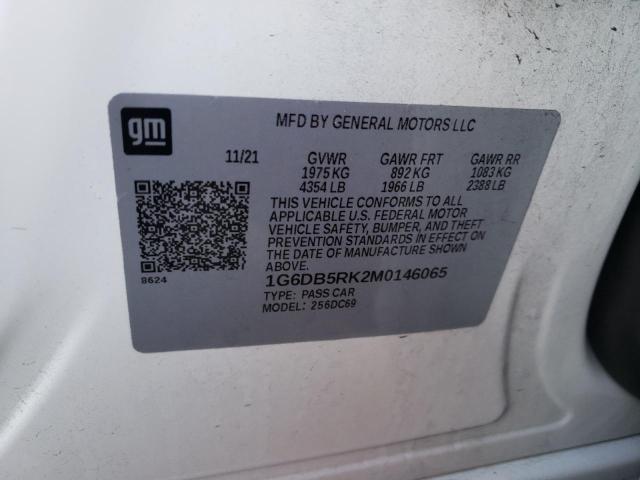 gm
MFD BY GENERAL MOTORS LLC
11/21 GVWR GAWR FRT GAWR RR
1975 KG 892 KG 1083 KG
4354 LB 1966 LB 2388 LB
THIS VEHICLE CONFORMS TO ALL
APPLICABLE U.S. FEDERAL MOTOR
VEHICLE SAFETY, BUMPER, AND THEFT
PREVENTION STANDARDS IN EFFECT ON
THE DATE OF MANUFACTURE SHOWN
ABOVE.
8624
1G6DB5RK2M0146065
TYPE: PASS CAR
MODEL: 256DC69